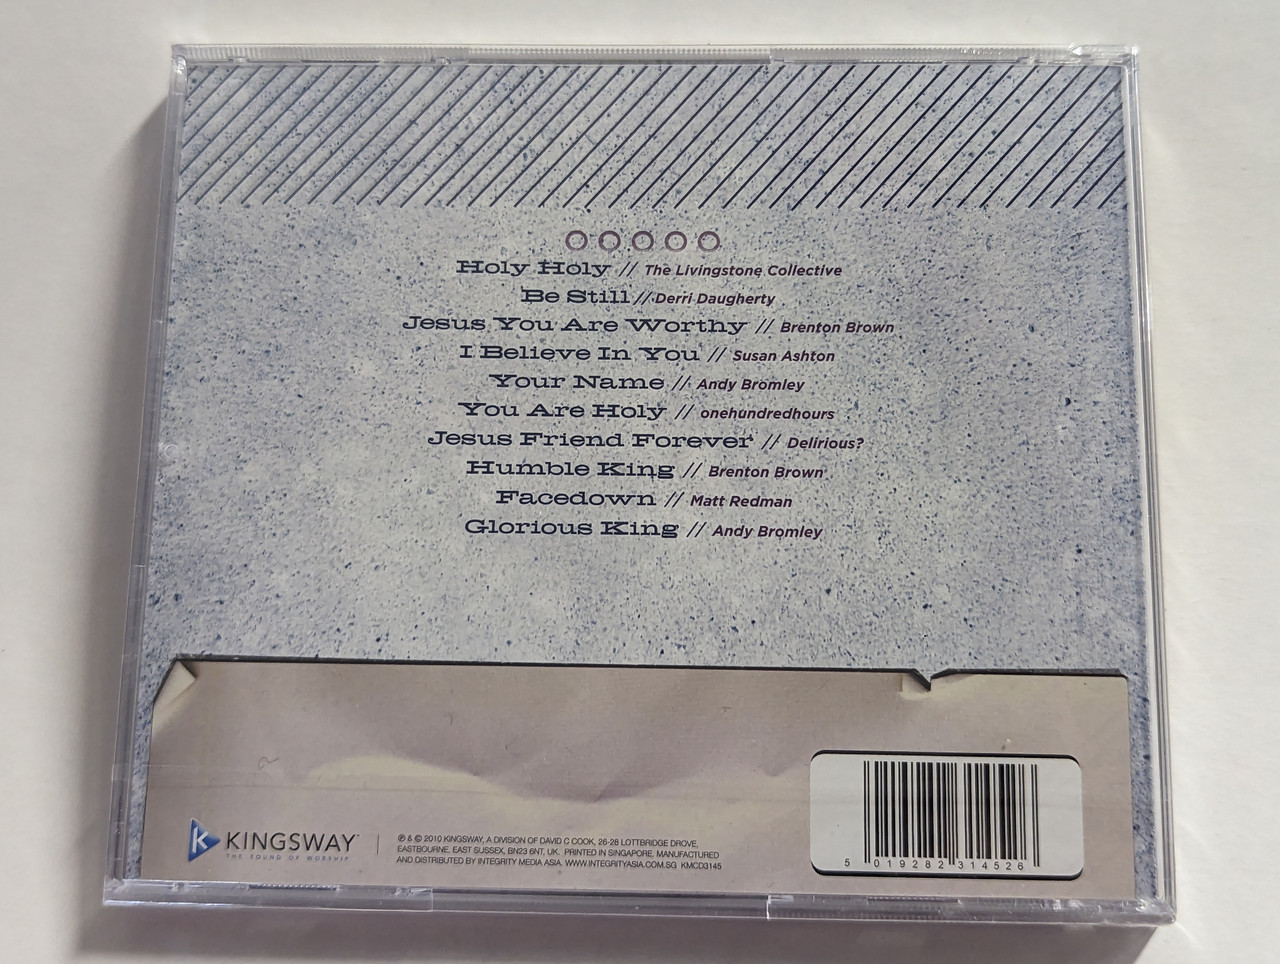 Holy Holy // The Livingstone Collective
Be Still // Derri Daugherty
Jesus You Are Worthy // Brenton Brown
I Believe In You // Susan Ashton
Your Name // Andy Bromley
You Are Holy // onehundredhours
Jesus Friend Forever // Delirious?
Humble King // Brenton Brown
Facedown // Matt Redman
Glorious King // Andy Bromley
K KINGSWAY™
THE SOUND OF WORSHIP
℗ & © 2010 KINGSWAY, A DIVISION OF DAVID C COOK, 26-28 LOTTBRIDGE DROVE,
EASTBOURNE, EAST SUSSEX, BN23 6NT, UK. PRINTED IN SINGAPORE, MANUFACTURED
AND DISTRIBUTED BY INTEGRITY MEDIA ASIA. WWW.INTEGRITYASIA.COM.SG KMCD3145
5 019282 314526